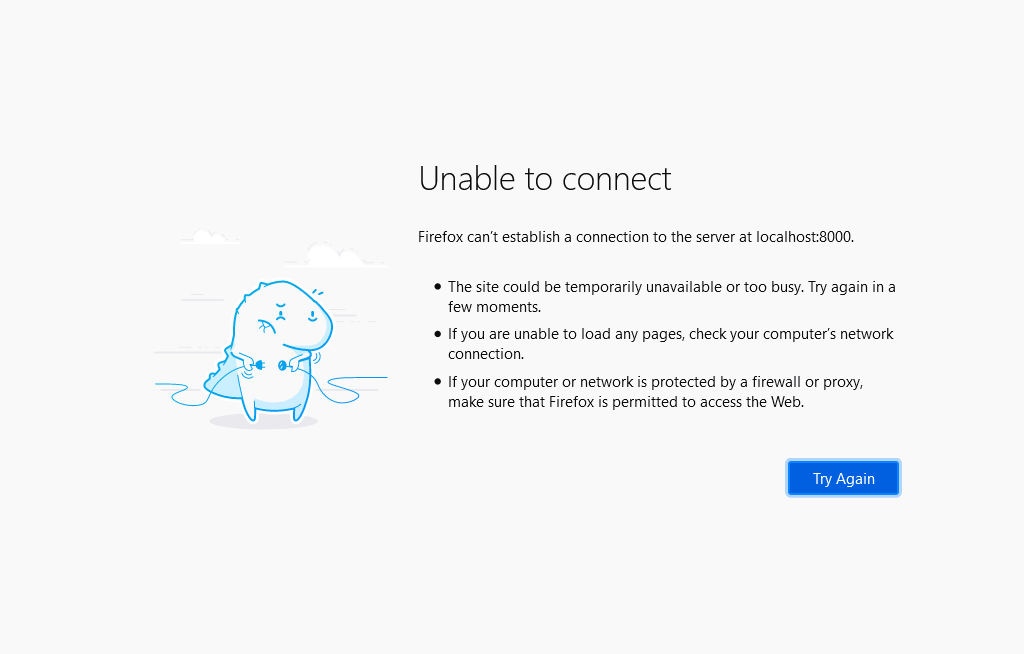 Unable to connect
Firefox can’t establish a connection to the server at localhost:8000.
The site could be temporarily unavailable or too busy. Try again in a
few moments.
If you are unable to load any pages, check your computer’s network
connection.
If your computer or network is protected by a firewall or proxy,
make sure that Firefox is permitted to access the Web.
Try Again